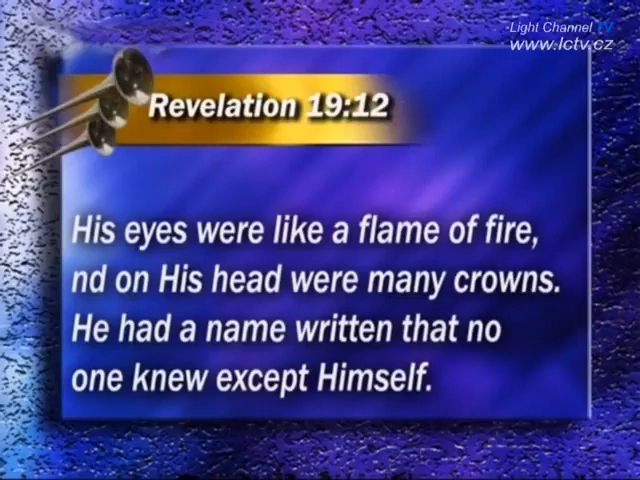 Light Channel TV
www.lctv.cz
Revelation 19:12
His eyes were like a flame of fire,
nd on His head were many crowns.
He had a name written that no
one knew except Himself.